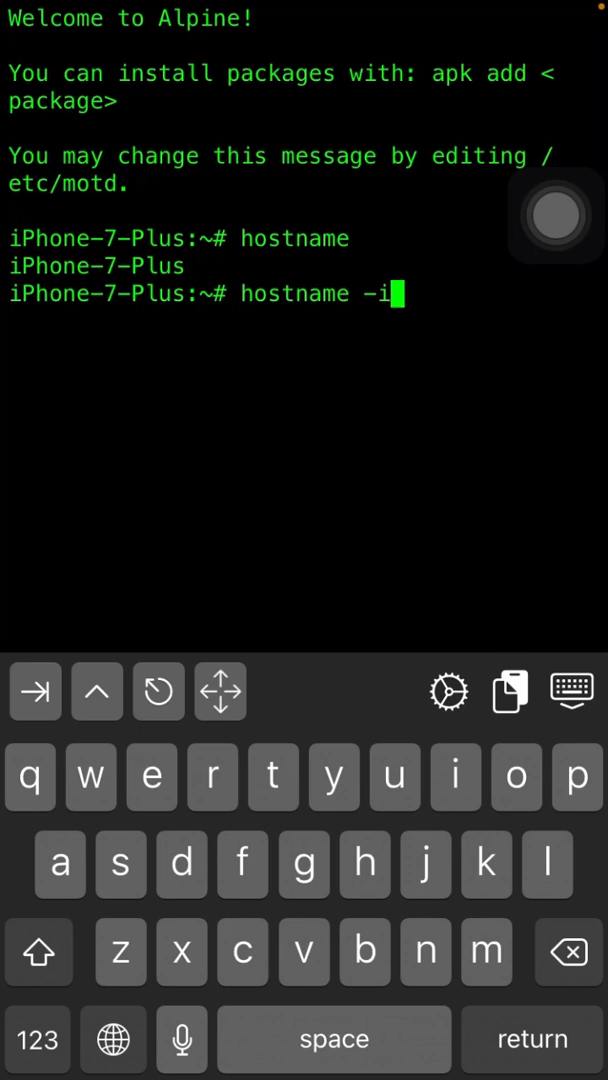 Welcome to Alpine!
You can install packages with: apk add <
package>
You may change this message by editing /
etc/motd.
iPhone-7-Plus:~# hostname
iPhone-7-Plus
iPhone-7-Plus:~# hostname -i
q w e r t y u i o p
a s d f g h j k l
z x c v b n m
123 space return